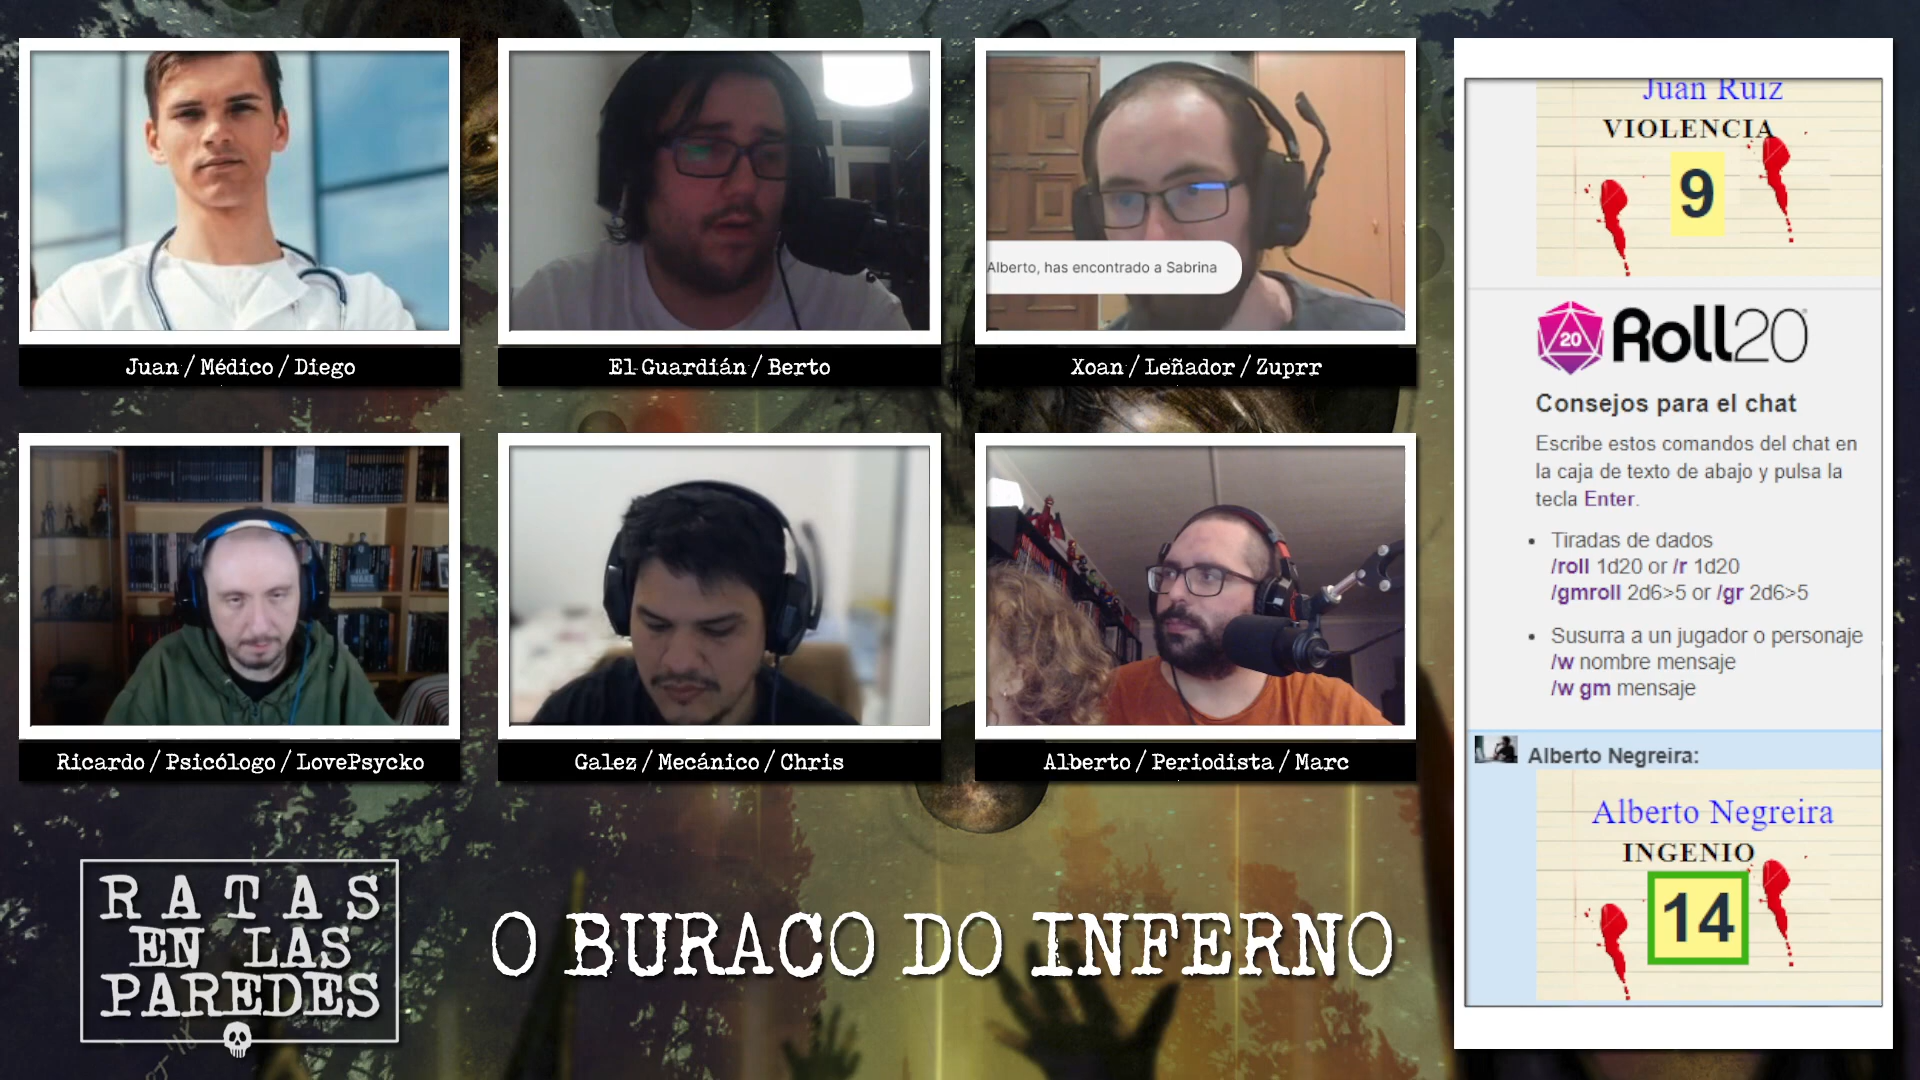 Juan / Médico / Diego
El Guardián / Berto
Alberto, has encontrado a Sabrina
Xoan / Leñador / Zuprr
Ricardo / Psicólogo / LovePsycko
Galez / Mecánico / Chris
Alberto / Periodista / Marc
RATAS
EN LAS
PAREDES
O BURACO DO INFERNO
Juan Ruiz
VIOLENCIA
9
20
Roll20
Consejos para el chat
Escribe estos comandos del chat en
la caja de texto de abajo y pulsa la
tecla Enter.
• Tiradas de dados
/roll 1d20 or /r 1d20
/gmroll 2d6>5 or /gr 2d6>5
• Susurra a un jugador o personaje
/w nombre mensaje
/w gm mensaje
Alberto Negreira:
Alberto Negreira
INGENIO
14